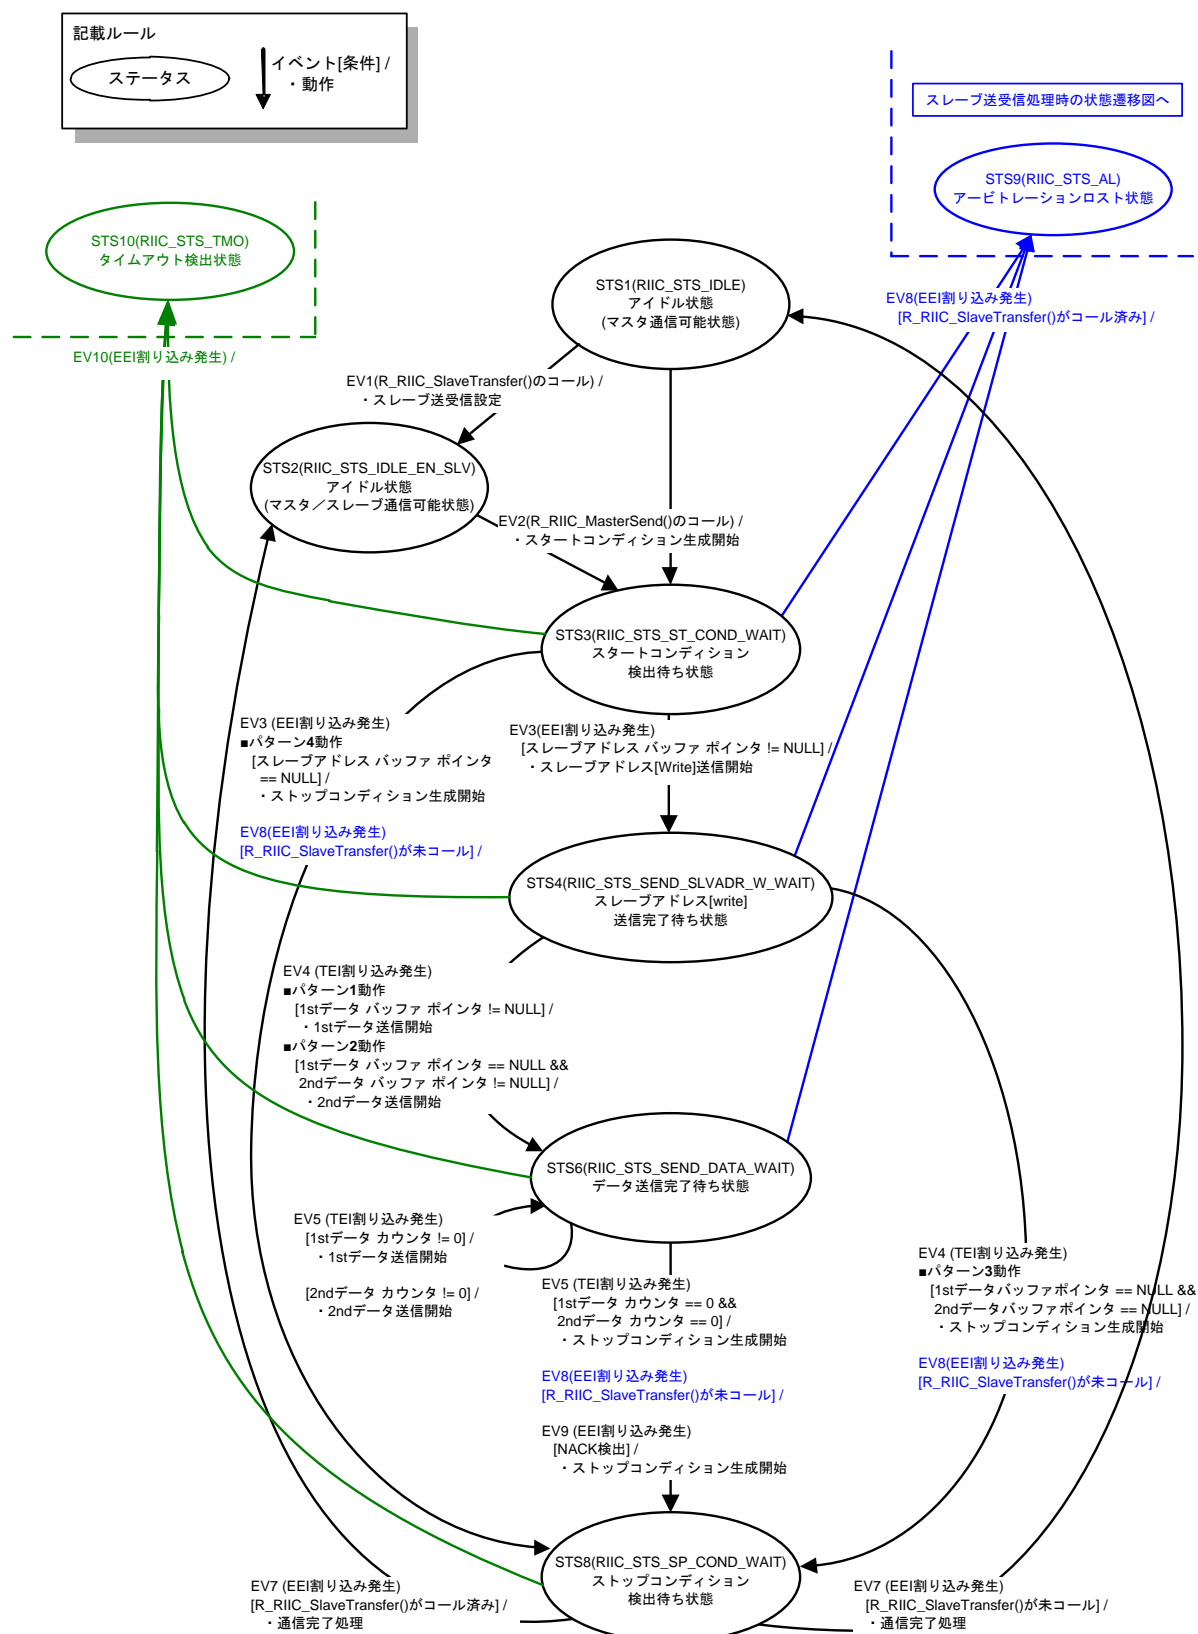 記載ルール
ステータス
イベント[条件] /
・動作
スレーブ送受信処理時の状態遷移図へ
STS9(RIIC_STS_AL)
アービトレーションロスト状態
STS10(RIIC_STS_TMO)
タイムアウト検出状態
STS1(RIIC_STS_IDLE)
アイドル状態
(マスタ通信可能状態)
EV8(EEI割り込み発生)
[R_RIIC_SlaveTransfer()がコール済み] /
EV10(EEI割り込み発生) /
EV1(R_RIIC_SlaveTransfer()のコール) /
・スレーブ送受信設定
STS2(RIIC_STS_IDLE_EN_SLV)
アイドル状態
(マスタ／スレーブ通信可能状態)
EV2(R_RIIC_MasterSend()のコール) /
・スタートコンディション生成開始
STS3(RIIC_STS_ST_COND_WAIT)
スタートコンディション
検出待ち状態
EV3 (EEI割り込み発生)
■パターン4動作
[スレーブアドレス バッファ ポインタ
== NULL] /
・ストップコンディション生成開始
EV3(EEI割り込み発生)
[スレーブアドレス バッファ ポインタ != NULL] /
・スレーブアドレス[Write]送信開始
EV8(EEI割り込み発生)
[R_RIIC_SlaveTransfer()が未コール] /
STS4(RIIC_STS_SEND_SLVADR_W_WAIT)
スレーブアドレス[write]
送信完了待ち状態
EV4 (TEI割り込み発生)
■パターン1動作
[1stデータ バッファ ポインタ != NULL] /
・1stデータ送信開始
■パターン2動作
[1stデータ バッファ ポインタ == NULL &&
2ndデータ バッファ ポインタ != NULL] /
・2ndデータ送信開始
STS6(RIIC_STS_SEND_DATA_WAIT)
データ送信完了待ち状態
EV5 (TEI割り込み発生)
[1stデータ カウンタ != 0] /
・1stデータ送信開始
[2ndデータ カウンタ != 0] /
・2ndデータ送信開始
EV5 (TEI割り込み発生)
[1stデータ カウンタ == 0 &&
2ndデータ カウンタ == 0] /
・ストップコンディション生成開始
EV8(EEI割り込み発生)
[R_RIIC_SlaveTransfer()が未コール] /
EV9 (EEI割り込み発生)
[NACK検出] /
・ストップコンディション生成開始
EV4 (TEI割り込み発生)
■パターン3動作
[1stデータバッファポインタ == NULL &&
2ndデータバッファポインタ == NULL] /
・ストップコンディション生成開始
EV8(EEI割り込み発生)
[R_RIIC_SlaveTransfer()が未コール] /
STS8(RIIC_STS_SP_COND_WAIT)
ストップコンディション
検出待ち状態
EV7 (EEI割り込み発生)
[R_RIIC_SlaveTransfer()がコール済み] /
・通信完了処理
EV7 (EEI割り込み発生)
[R_RIIC_SlaveTransfer()が未コール] /
・通信完了処理